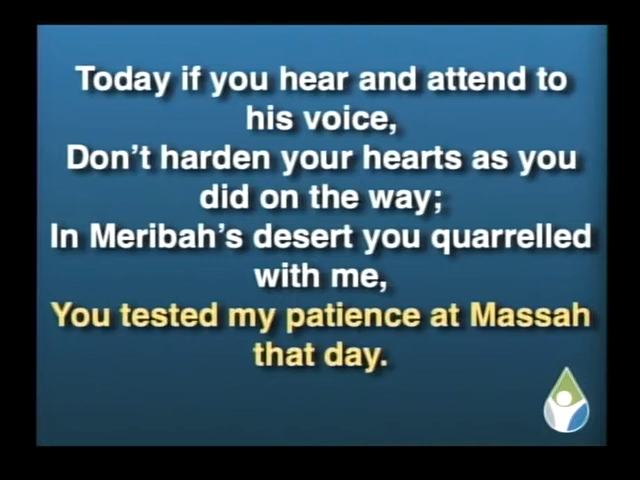 Today if you hear and attend to
his voice,
Don't harden your hearts as you
did on the way;
In Meribah's desert you quarrelled
with me,
You tested my patience at Massah
that day.